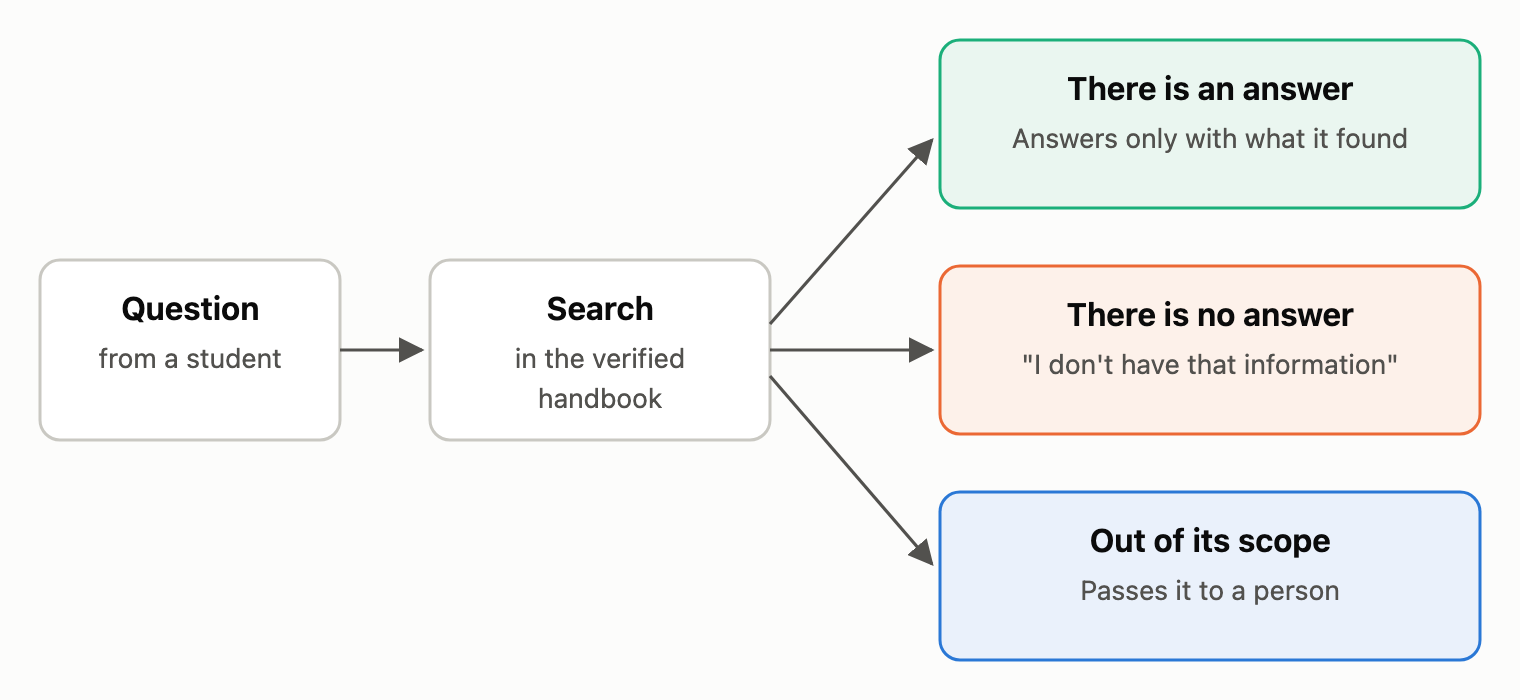 Question
from a student
Search
in the verified
handbook
There is an answer
Answers only with what it found
There is no answer
"I don't have that information"
Out of its scope
Passes it to a person